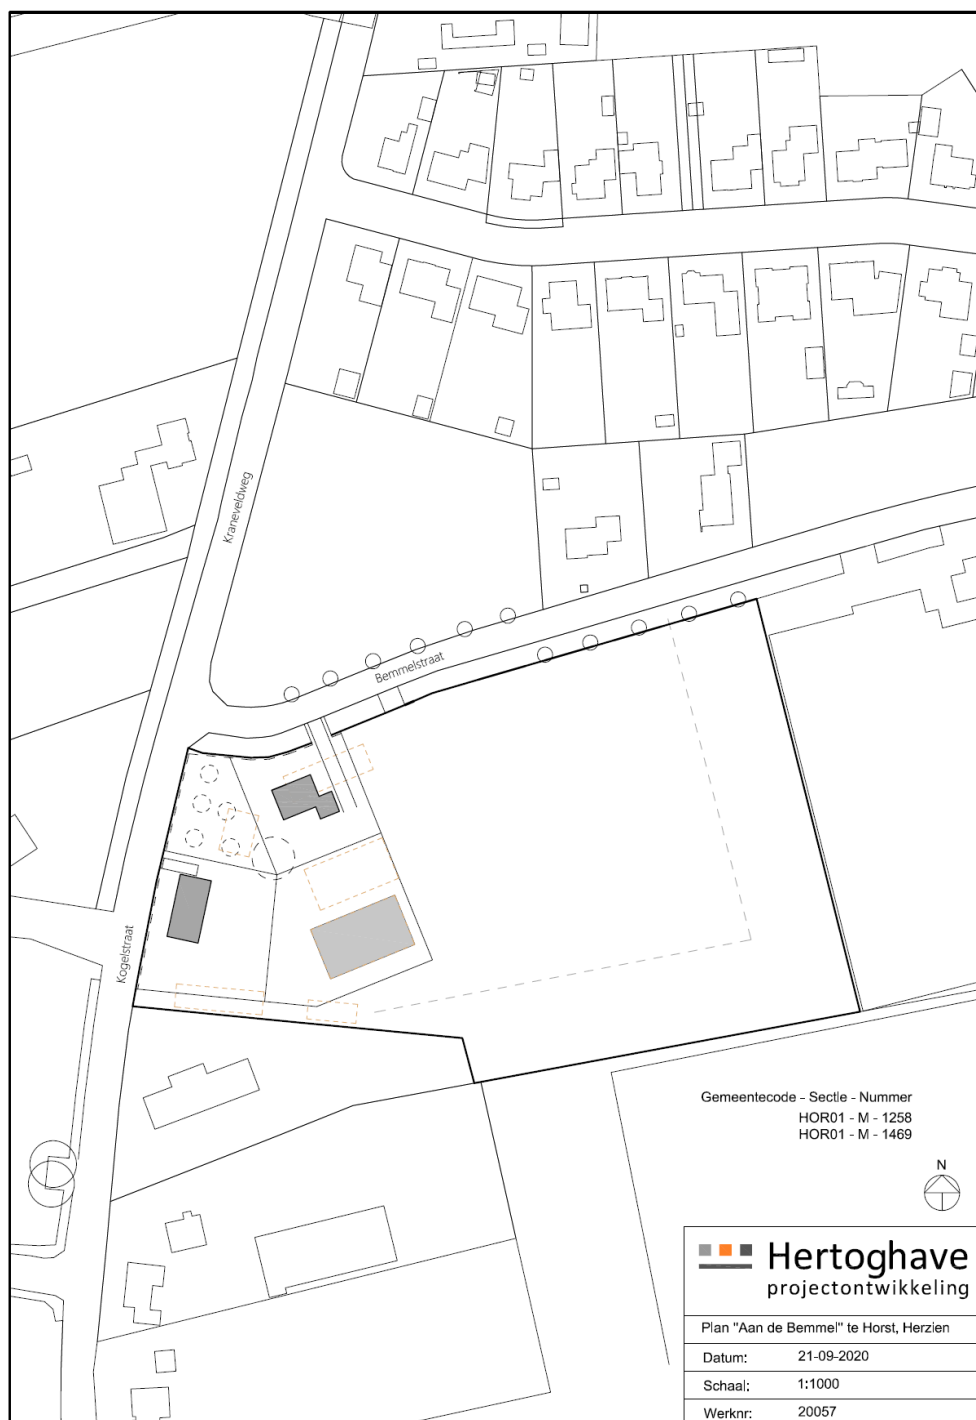 Kraneveldweg
Bemmelstraat
Kogelstraat
Gemeentecode - Sectie - Nummer
HOR01 - M - 1258
HOR01 - M - 1469
N
Hertoghave
projectontwikkeling
Plan "Aan de Bemmel" te Horst, Herzien
Datum: 21-09-2020
Schaal: 1:1000
Werknr: 20057